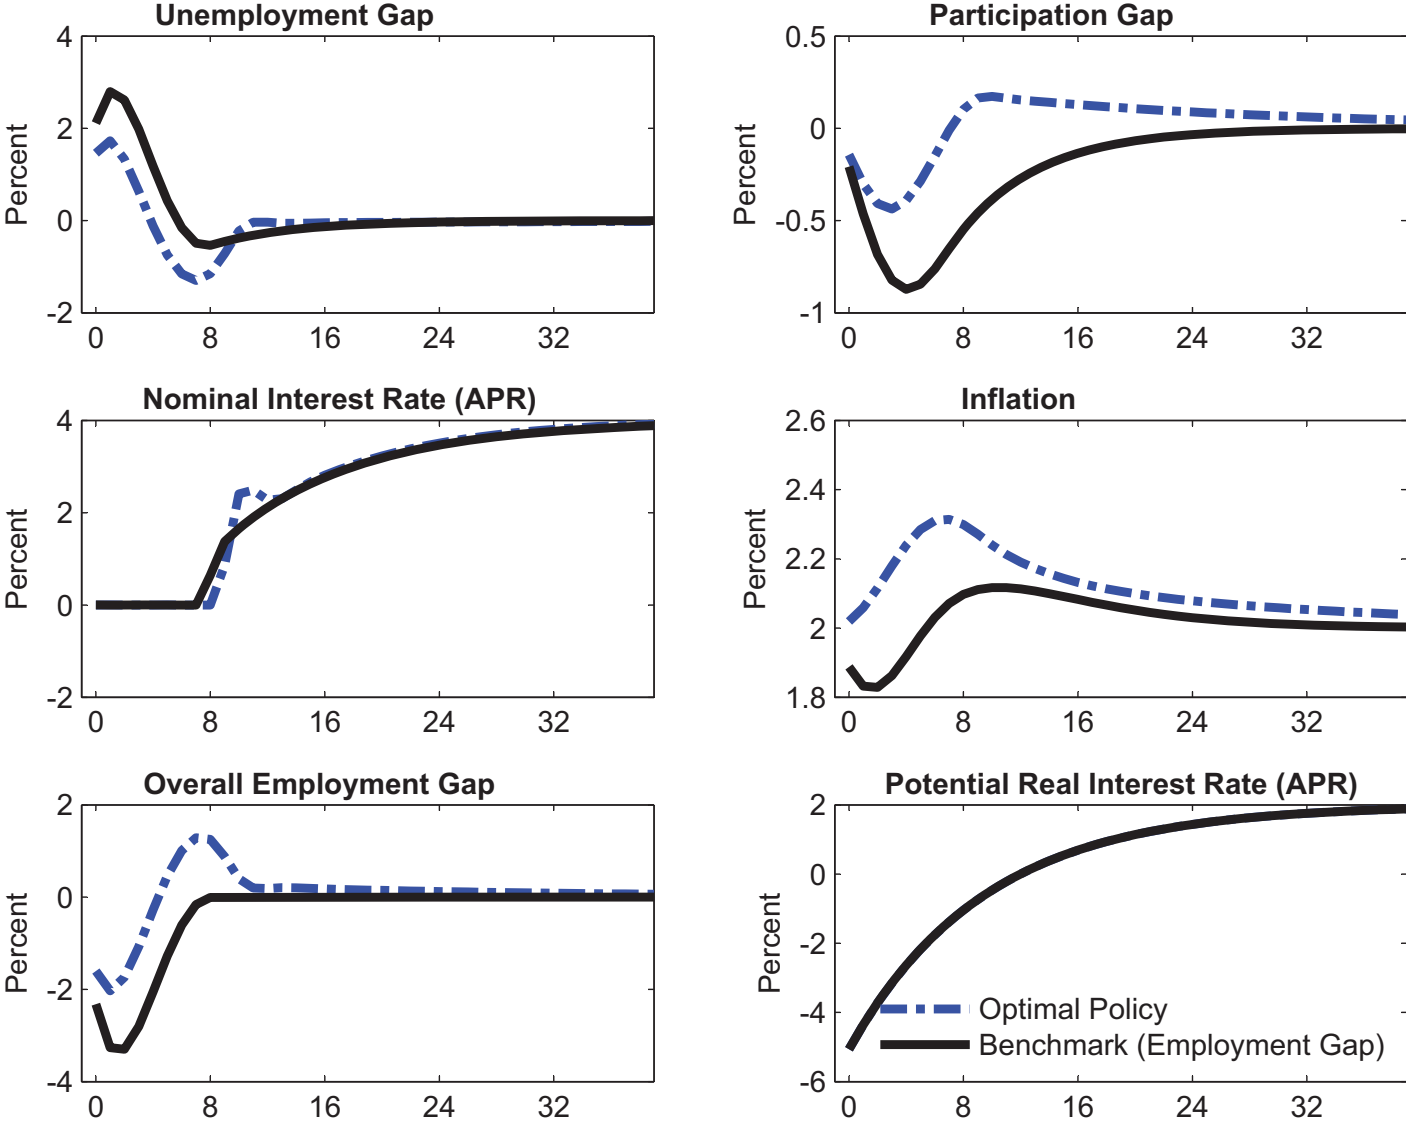 Unemployment Gap
Percent
4
2
0
-2
0 8 16 24 32
Participation Gap
Percent
0.5
0
-0.5
-1
0 8 16 24 32
Nominal Interest Rate (APR)
Percent
4
2
0
-2
0 8 16 24 32
Inflation
Percent
2.6
2.4
2.2
2
1.8
0 8 16 24 32
Overall Employment Gap
Percent
2
0
-2
-4
0 8 16 24 32
Potential Real Interest Rate (APR)
Percent
2
0
-2
-4
-6
Optimal Policy
Benchmark (Employment Gap)
0 8 16 24 32